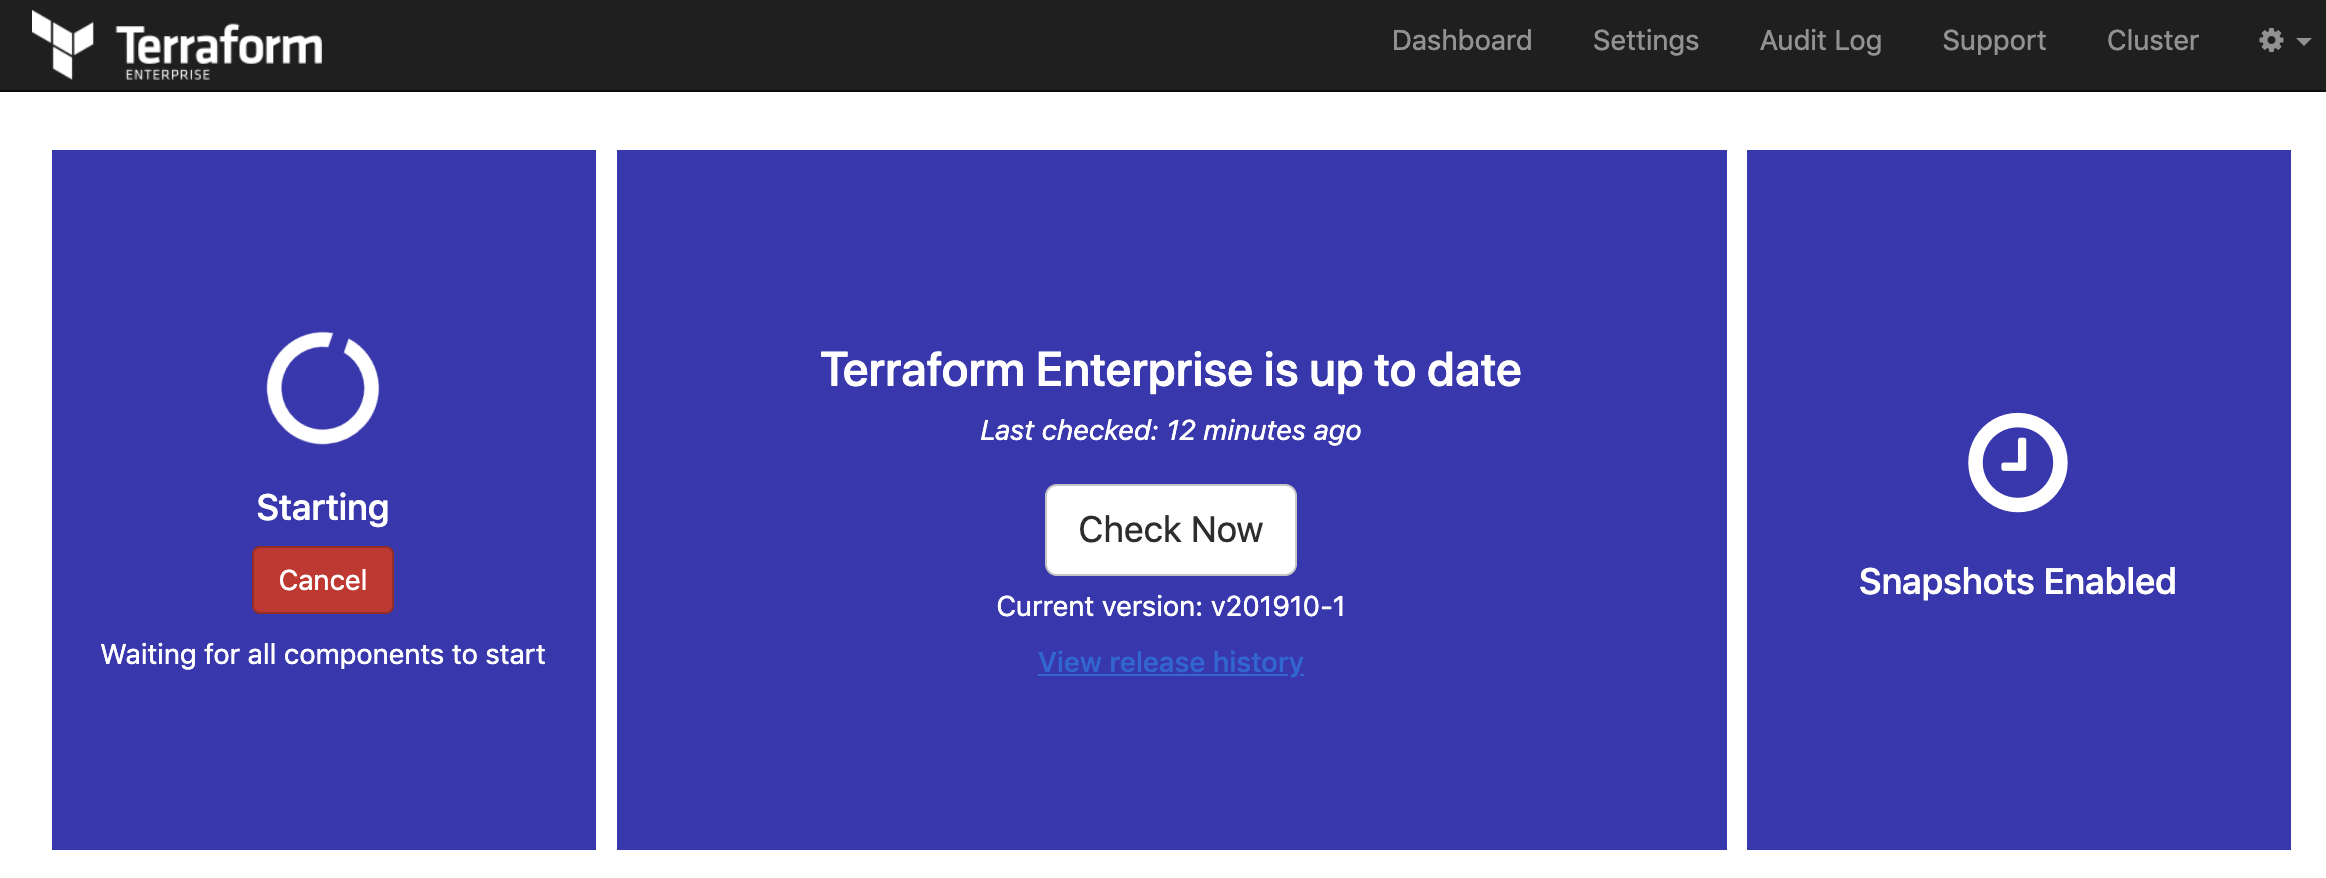 Terraform
ENTERPRISE
Dashboard Settings Audit Log Support Cluster
Starting
Cancel
Waiting for all components to start
Terraform Enterprise is up to date
Last checked: 12 minutes ago
Check Now
Current version: v201910-1
View release history
Snapshots Enabled